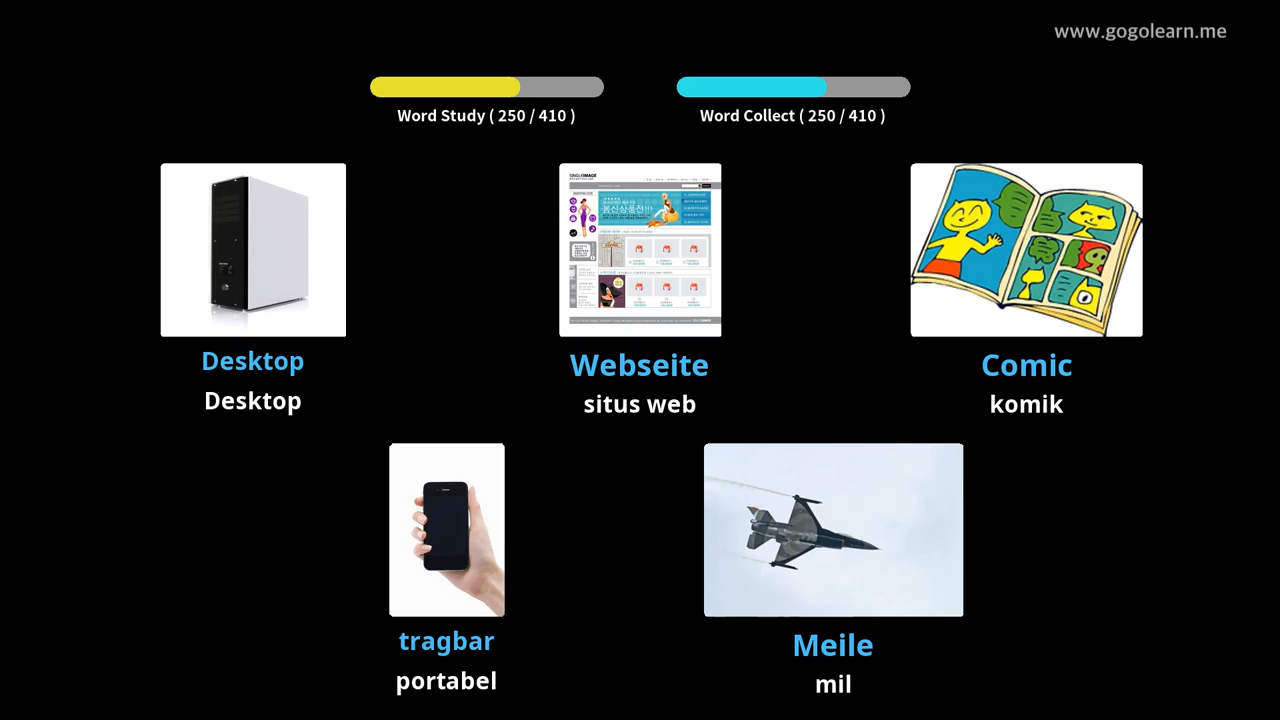 www.gogolearn.me
Word Study ( 250 / 410 )
Word Collect ( 250 / 410 )
Desktop
Desktop
Webseite
situs web
Comic
komik
tragbar
portabel
Meile
mil